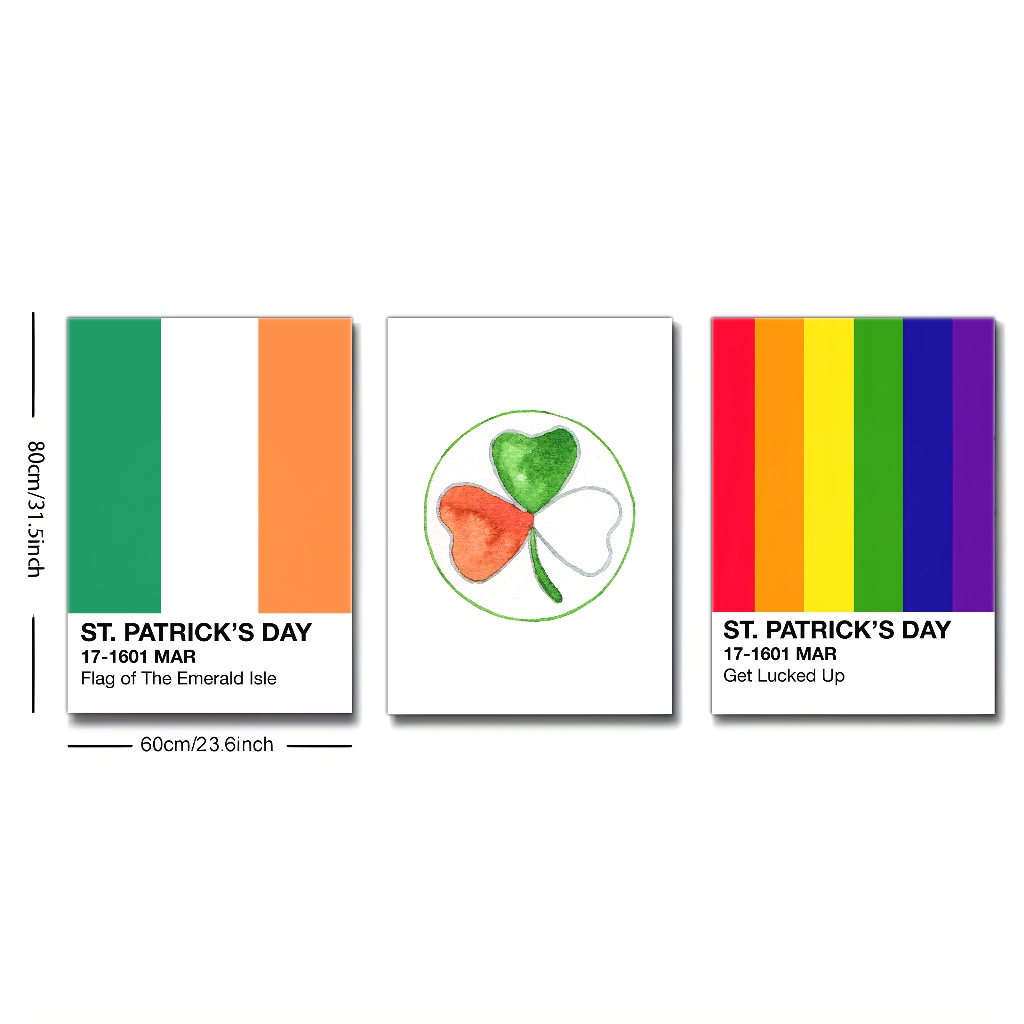 80cm/31.5inch
ST. PATRICK'S DAY
17-1601 MAR
Flag of The Emerald Isle
60cm/23.6inch
ST. PATRICK'S DAY
17-1601 MAR
Get Lucked Up